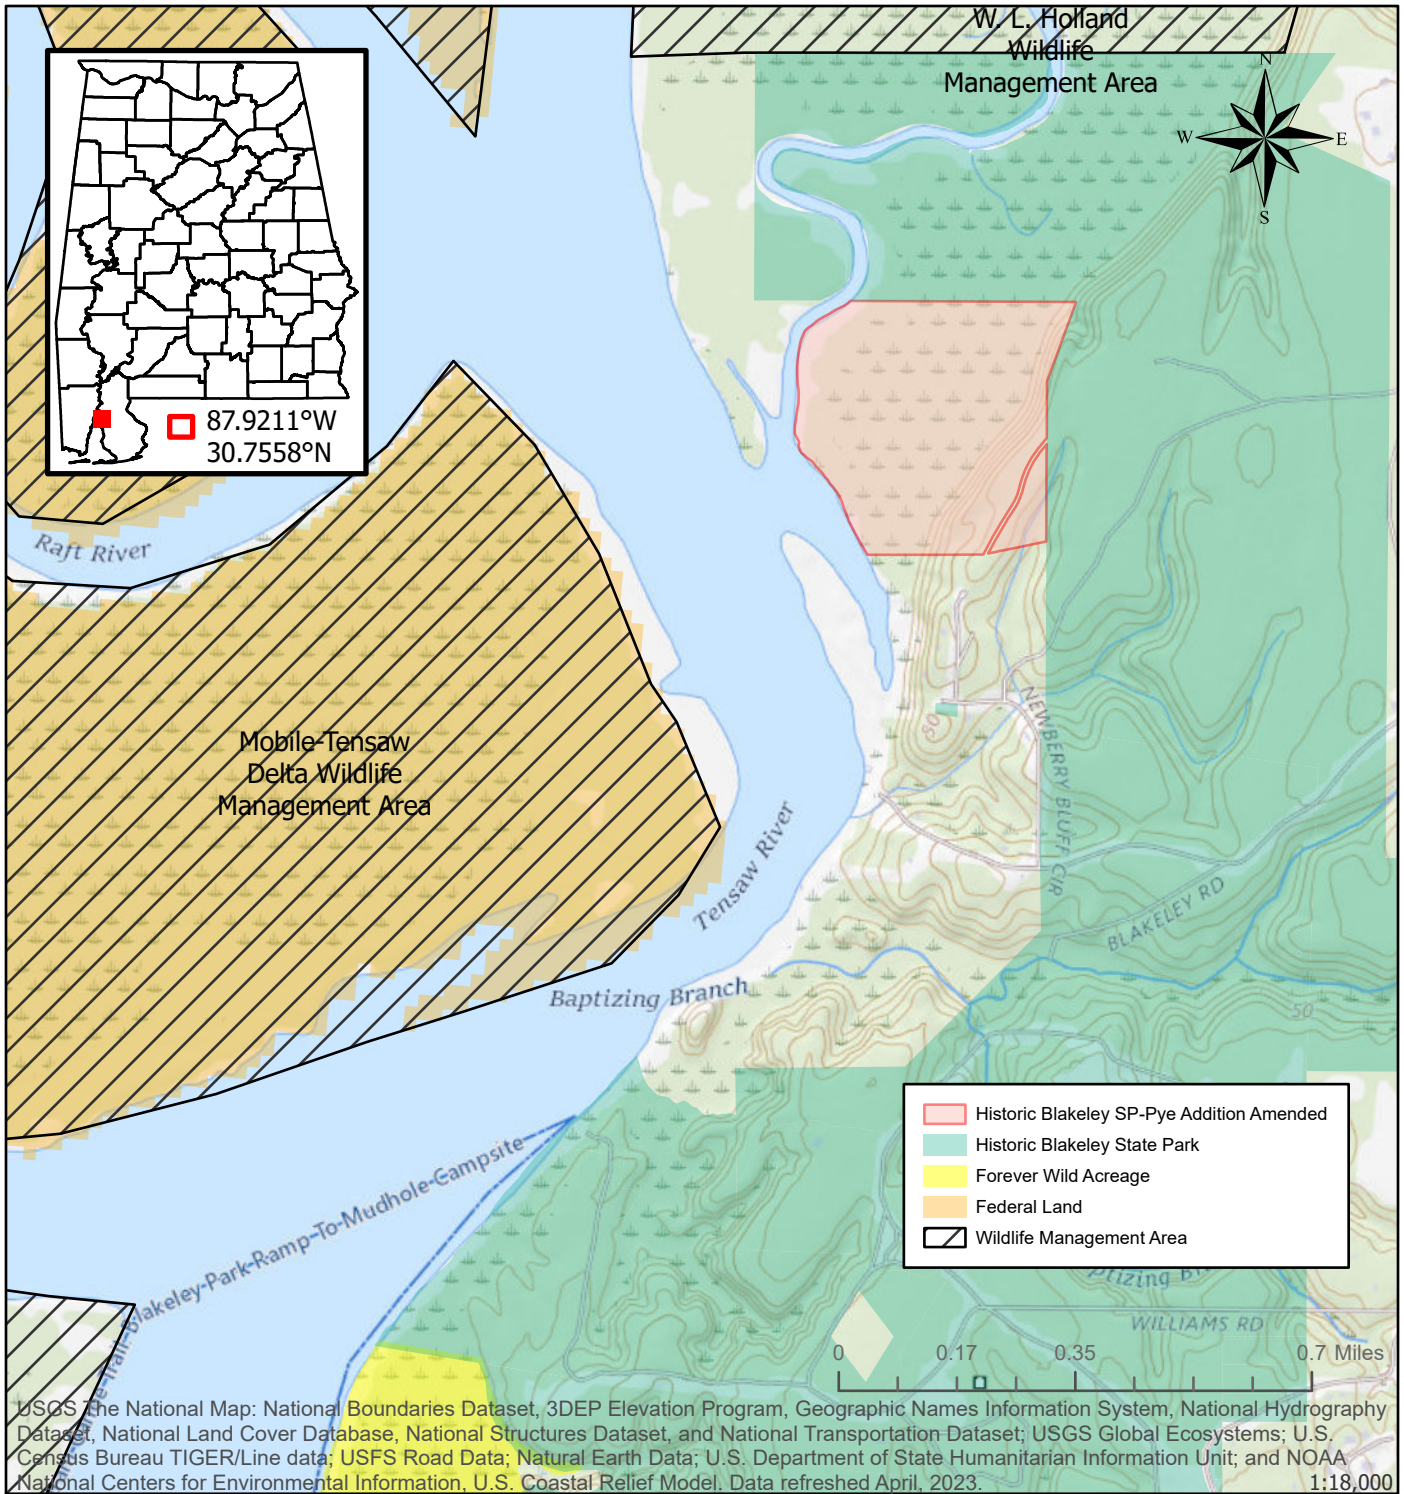 W. L. Holland
Wildlife
Management Area
N
W
E
S
87.9211°W
30.7558°N
Raft River
Mobile-Tensaw
Delta Wildlife
Management Area
50
NEWBERRY BLUFF CIR
Tensaw River
BLAKELEY RD
Baptizing Branch
50
Historic Blakeley SP-Pye Addition Amended
Historic Blakeley State Park
Forever Wild Acreage
Federal Land
Wildlife Management Area
Blakeley-Park-Ramp-To-Mudhole-Campsite
WILLIAMS RD
0 0.17 0.35 0.7 Miles
USGS The National Map: National Boundaries Dataset, 3DEP Elevation Program, Geographic Names Information System, National Hydrography
Dataset, National Land Cover Database, National Structures Dataset, and National Transportation Dataset; USGS Global Ecosystems; U.S.
Census Bureau TIGER/Line data; USFS Road Data; Natural Earth Data; U.S. Department of State Humanitarian Information Unit; and NOAA
National Centers for Environmental Information, U.S. Coastal Relief Model. Data refreshed April, 2023.
1:18,000